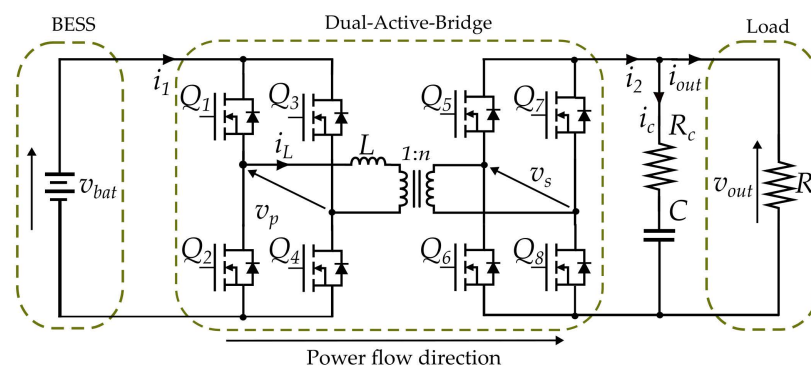 BESS
Dual-Active-Bridge
Load
i1
Q1
Q3
Q5
Q7
i2
iout
ic
Rc
iL
L
1:n
vbat
vp
vs
vout
R
C
Q2
Q4
Q6
Q8
Power flow direction